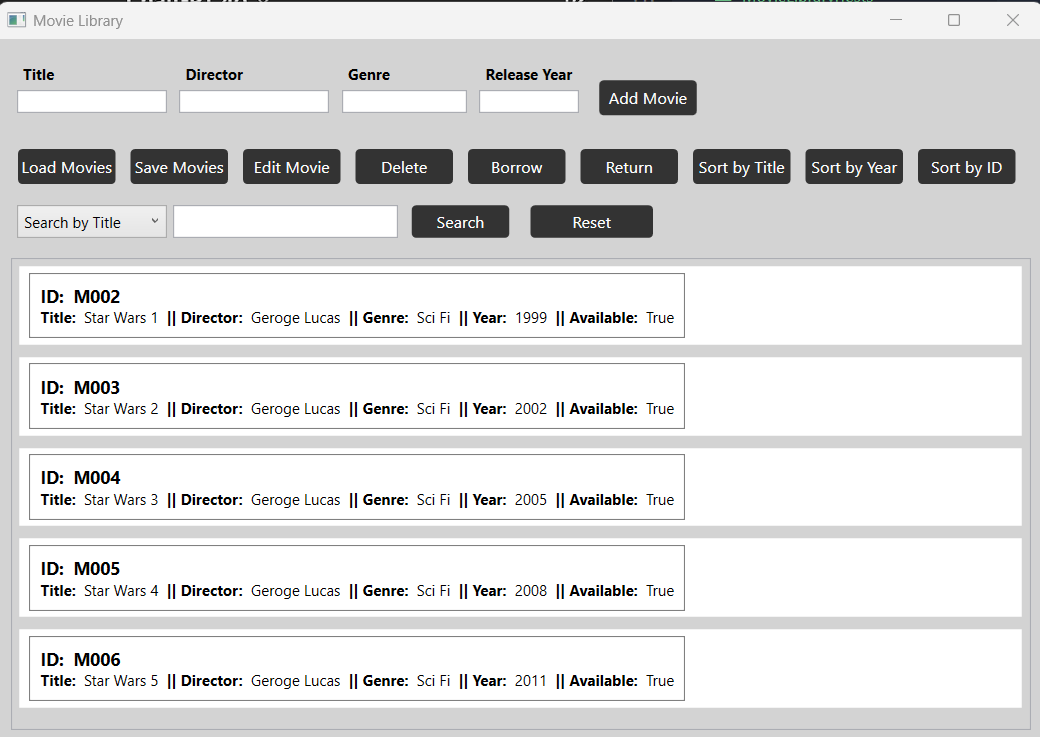 Movie Library
Title Director Genre Release Year
Add Movie
Load Movies Save Movies Edit Movie Delete Borrow Return Sort by Title Sort by Year Sort by ID
Search by Title Search Reset
ID: M002
Title: Star Wars 1 || Director: Geroge Lucas || Genre: Sci Fi || Year: 1999 || Available: True
ID: M003
Title: Star Wars 2 || Director: Geroge Lucas || Genre: Sci Fi || Year: 2002 || Available: True
ID: M004
Title: Star Wars 3 || Director: Geroge Lucas || Genre: Sci Fi || Year: 2005 || Available: True
ID: M005
Title: Star Wars 4 || Director: Geroge Lucas || Genre: Sci Fi || Year: 2008 || Available: True
ID: M006
Title: Star Wars 5 || Director: Geroge Lucas || Genre: Sci Fi || Year: 2011 || Available: True